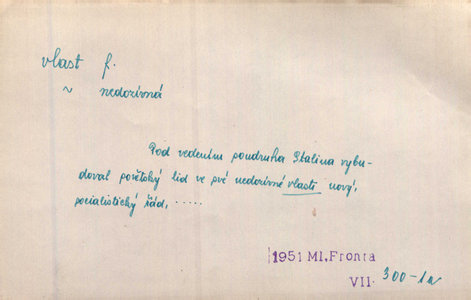 vlast f.
~ nedozírná
Pod vedením soudruha Stalina vybu-
doval sovětský lid ve své nedozírné vlasti nový,
socialistický řád, .....
1951 Ml. Fronta
VII. 300-1a